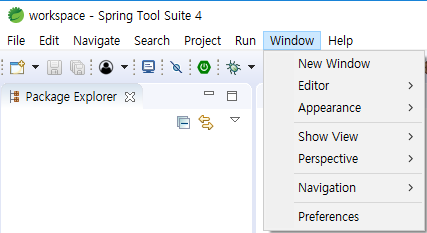 workspace - Spring Tool Suite 4
File Edit Navigate Search Project Run Window Help
Package Explorer
New Window
Editor
Appearance
Show View
Perspective
Navigation
Preferences